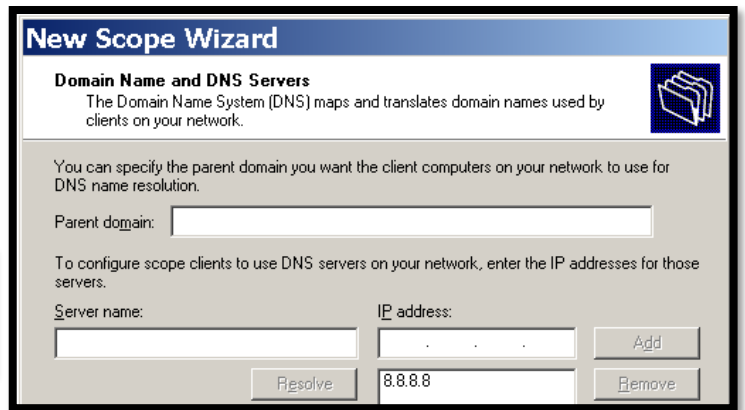 New Scope Wizard
Domain Name and DNS Servers
The Domain Name System (DNS) maps and translates domain names used by
clients on your network.
You can specify the parent domain you want the client computers on your network to use for
DNS name resolution.
Parent domain:
To configure scope clients to use DNS servers on your network, enter the IP addresses for those
servers.
Server name: IP address:
. . . Add
Resolve 8.8.8.8 Remove